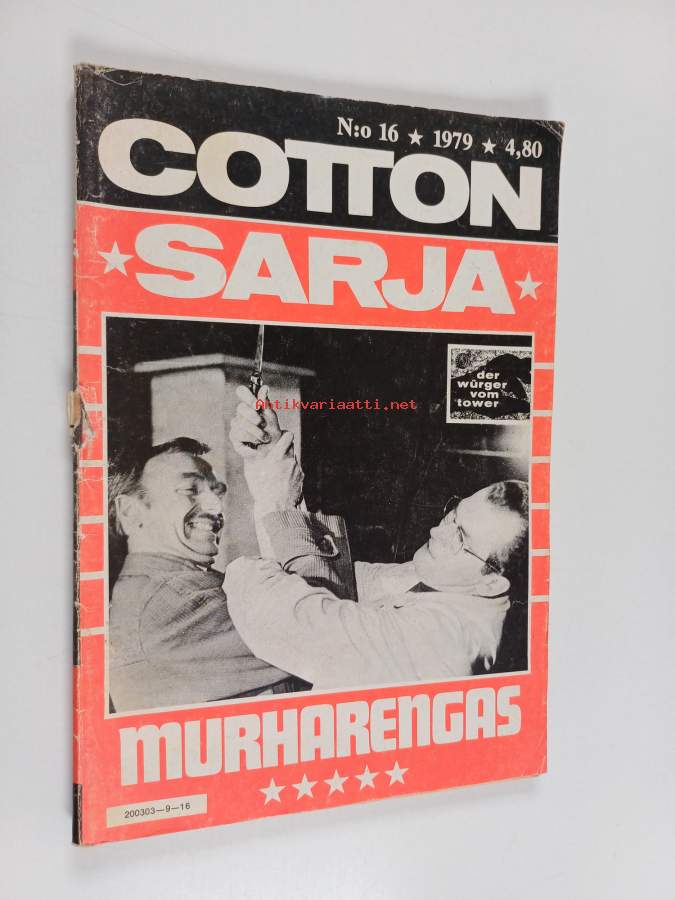 N:o 16 ★ 1979 ★ 4,80
COTTON
★ SARJA ★
der
würger
vom
tower
Antikvariaatti.net
MURHARENGAS
★★★★★
200303—9—16